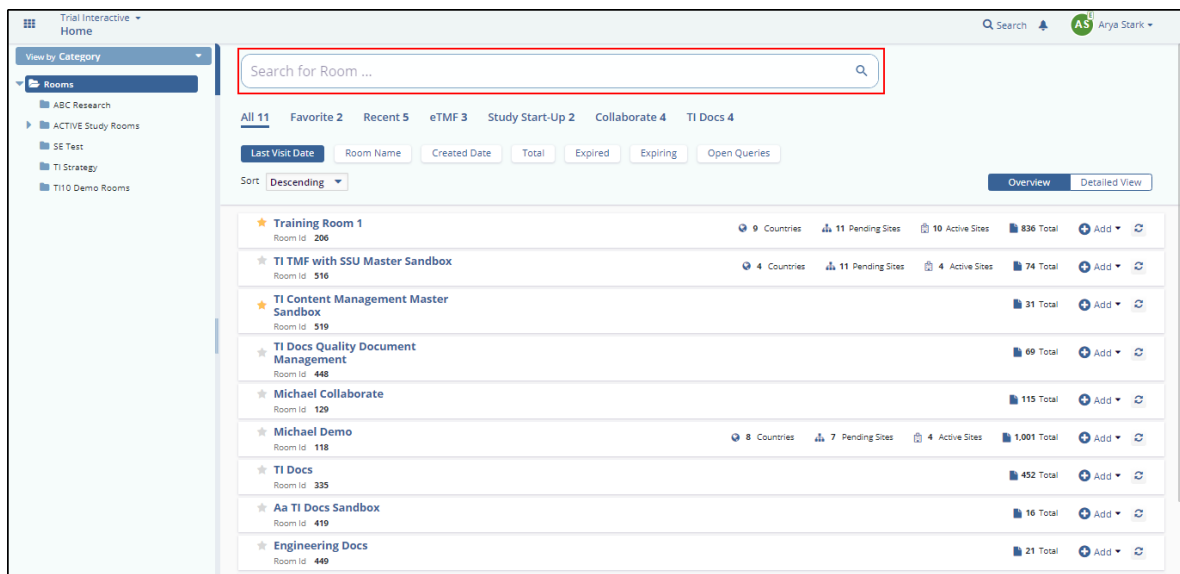 Trial Interactive
Home
Search
AS
Arya Stark
View by Category
Rooms
ABC Research
ACTIVE Study Rooms
SE Test
TI Strategy
TI10 Demo Rooms
Search for Room ...
All 11 Favorite 2 Recent 5 eTMF 3 Study Start-Up 2 Collaborate 4 TI Docs 4
Last Visit Date Room Name Created Date Total Expired Expiring Open Queries
Sort Descending
Overview Detailed View
Training Room 1
Room Id 206
9 Countries 11 Pending Sites 10 Active Sites 836 Total Add
TI TMF with SSU Master Sandbox
Room Id 516
4 Countries 11 Pending Sites 4 Active Sites 74 Total Add
TI Content Management Master
Sandbox
Room Id 519
31 Total Add
TI Docs Quality Document
Management
Room Id 448
69 Total Add
Michael Collaborate
Room Id 129
115 Total Add
Michael Demo
Room Id 118
8 Countries 7 Pending Sites 4 Active Sites 1,001 Total Add
TI Docs
Room Id 335
452 Total Add
Aa TI Docs Sandbox
Room Id 419
16 Total Add
Engineering Docs
Room Id 449
21 Total Add